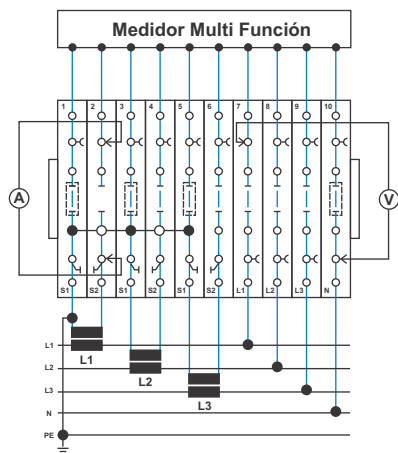 Medidor Multi Función
1 2 3 4 5 6 7 8 9 10
A
V
S1 S2 S1 S2 S1 S2 L1 L2 L3 N
L1
L1
L2
L2
L3
L3
N
PE